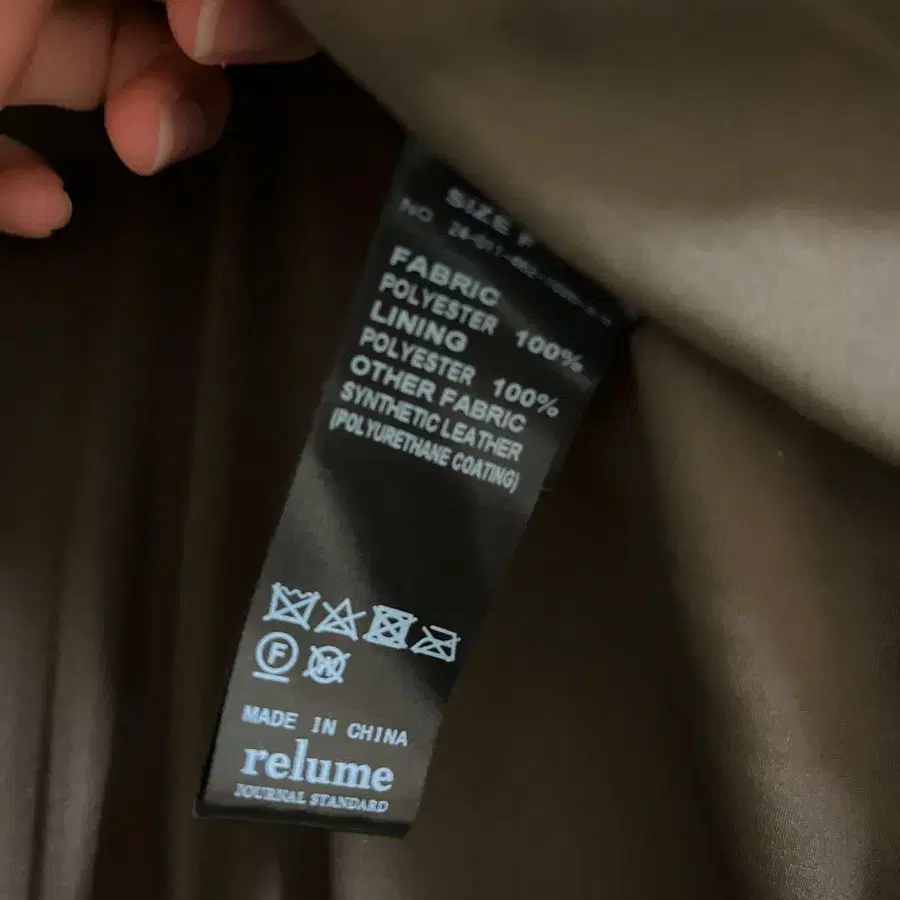 SIZE F
NO
FABRIC
POLYESTER 100%
LINING
POLYESTER 100%
OTHER FABRIC
SYNTHETIC LEATHER
(POLYURETHANE COATING)
F W
MADE IN CHINA
relume
JOURNAL STANDARD